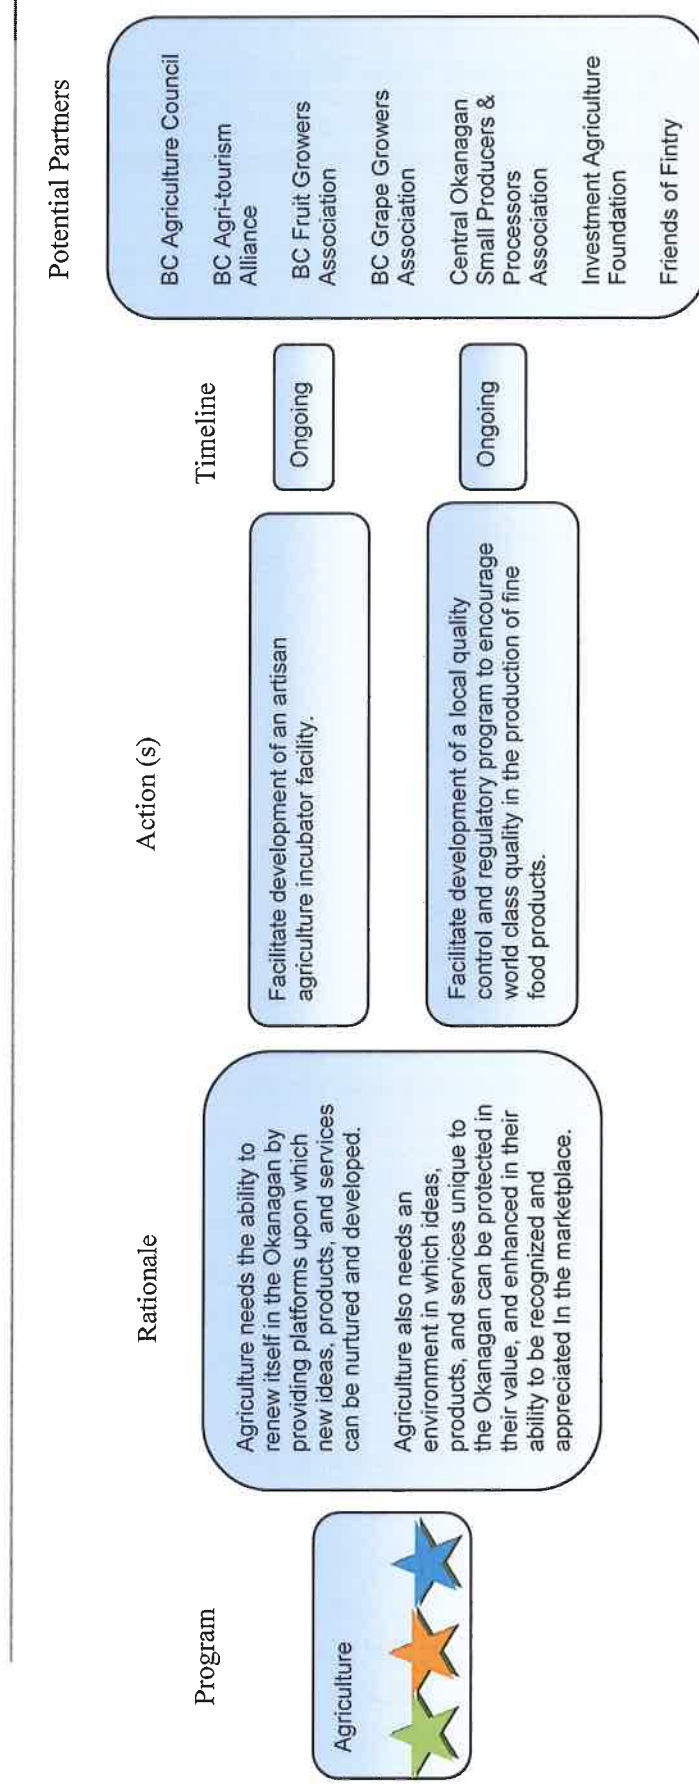 Program
Agriculture
Rationale
Agriculture needs the ability to
renew itself in the Okanagan by
providing platforms upon which
new ideas, products, and services
can be nurtured and developed.
Agriculture also needs an
environment in which ideas,
products, and services unique to
the Okanagan can be protected in
their value, and enhanced in their
ability to be recognized and
appreciated In the marketplace.
Action (s)
Facilitate development of an artisan
agriculture incubator facility.
Facilitate development of a local quality
control and regulatory program to encourage
world class quality in the production of fine
food products.
Timeline
Ongoing
Ongoing
Potential Partners
BC Agriculture Council
BC Agri-tourism
Alliance
BC Fruit Growers
Association
BC Grape Growers
Association
Central Okanagan
Small Producers &
Processors
Association
Investment Agriculture
Foundation
Friends of Fintry